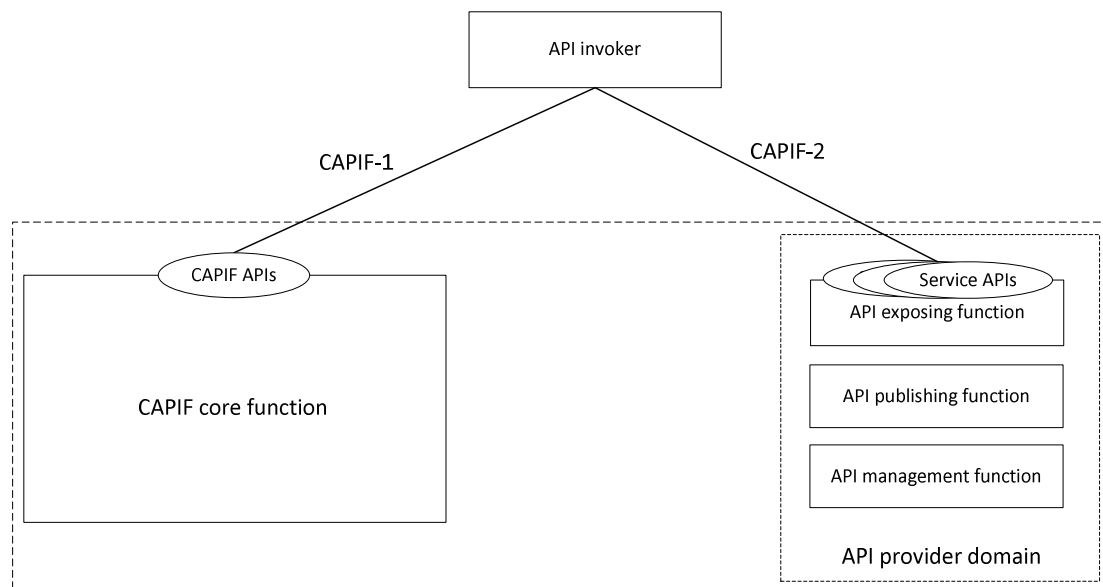 API invoker
CAPIF-1
CAPIF-2
CAPIF APIs
Service APIs
API exposing function
CAPIF core function
API publishing function
API management function
API provider domain